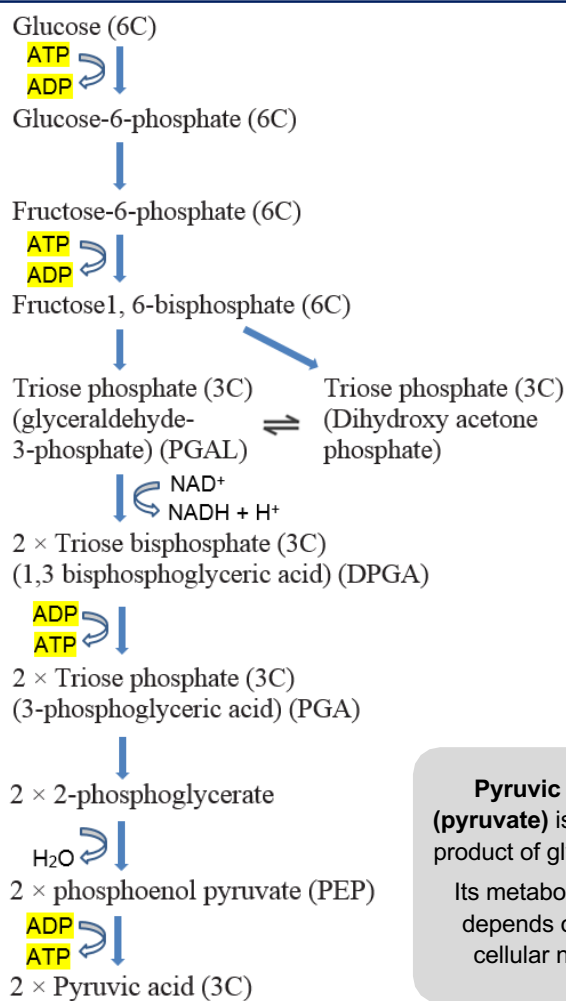 Glucose (6C)
ATP
ADP
Glucose-6-phosphate (6C)
Fructose-6-phosphate (6C)
ATP
ADP
Fructose1, 6-bisphosphate (6C)
Triose phosphate (3C)
(glyceraldehyde-
3-phosphate) (PGAL)
Triose phosphate (3C)
(Dihydroxy acetone
phosphate)
NAD⁺
NADH + H⁺
2 × Triose bisphosphate (3C)
(1,3 bisphosphoglyceric acid) (DPGA)
ADP
ATP
2 × Triose phosphate (3C)
(3-phosphoglyceric acid) (PGA)
2 × 2-phosphoglycerate
H₂O
2 × phosphoenol pyruvate (PEP)
ADP
ATP
2 × Pyruvic acid (3C)
Pyruvic
(pyruvate) is
product of
Its
depends
cellular